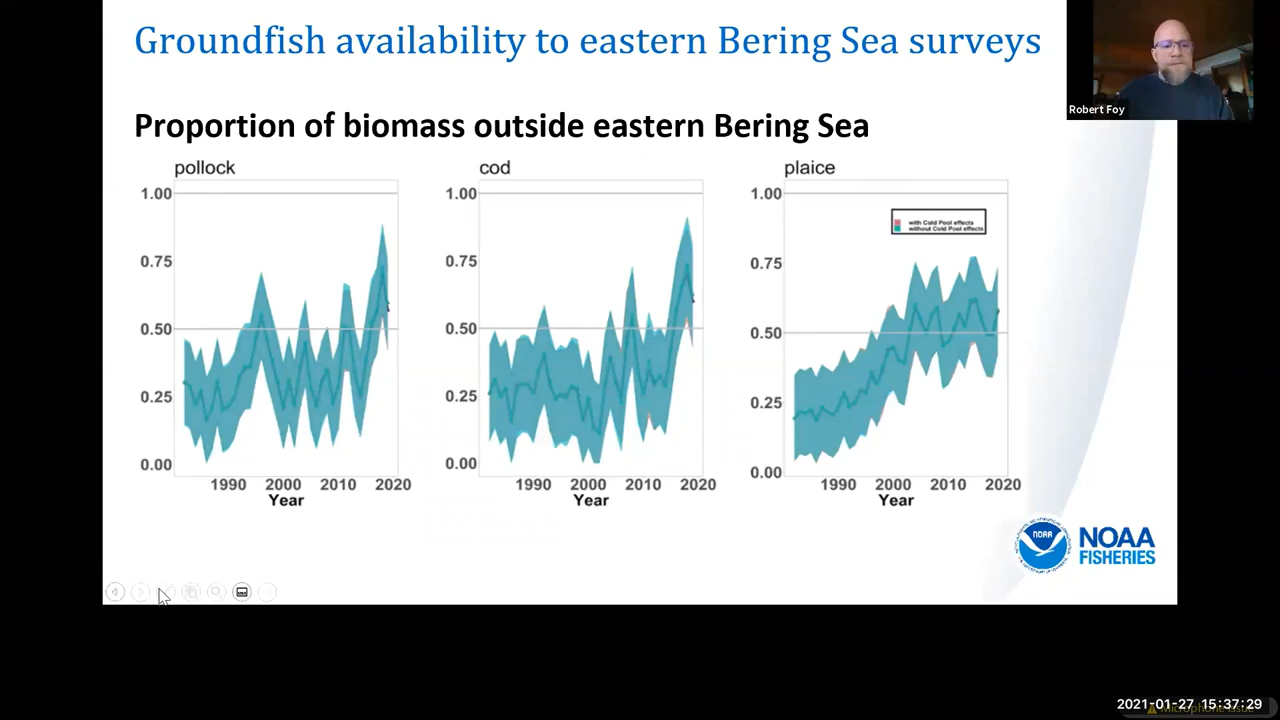 Groundfish availability to eastern Bering Sea surveys
Robert Foy
Proportion of biomass outside eastern Bering Sea
pollock
1.00
0.75
0.50
0.25
0.00
1990 2000 2010 2020
Year
cod
1.00
0.75
0.50
0.25
0.00
1990 2000 2010 2020
Year
plaice
1.00
0.75
0.50
0.25
0.00
with Cold Pool effects
without Cold Pool effects
1990 2000 2010 2020
Year
NOAA
NOAA
FISHERIES
2021-01-27 15:37:29
Microphone issue